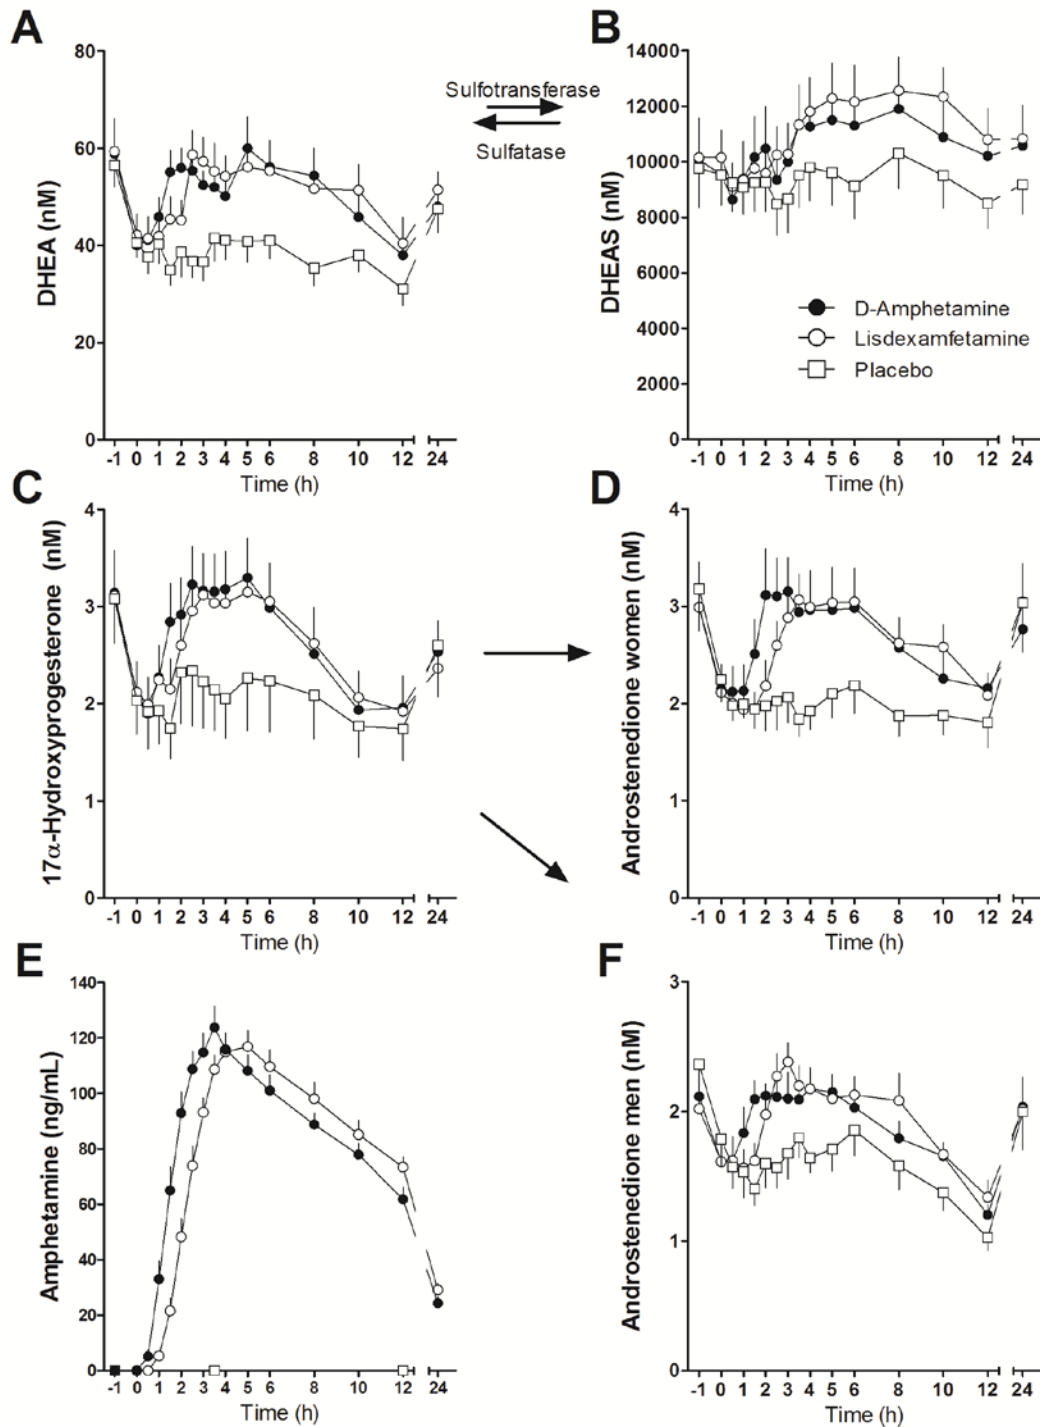 A
B
80
60
40
20
0
DHEA (nM)
-1 0 1 2 3 4 5 6 8 10 12 24
Time (h)
Sulfotransferase
Sulfatase
14000
12000
10000
8000
6000
4000
2000
0
DHEAS (nM)
D-Amphetamine
Lisdexamfetamine
Placebo
-1 0 1 2 3 4 5 6 8 10 12 24
Time (h)
C
D
4
3
2
1
0
17α-Hydroxyprogesterone (nM)
-1 0 1 2 3 4 5 6 8 10 12 24
Time (h)
4
3
2
1
0
Androstenedione women (nM)
-1 0 1 2 3 4 5 6 8 10 12 24
Time (h)
E
F
140
120
100
80
60
40
20
0
Amphetamine (ng/mL)
-1 0 1 2 3 4 5 6 8 10 12 24
Time (h)
3
2
1
0
Androstenedione men (nM)
-1 0 1 2 3 4 5 6 8 10 12 24
Time (h)